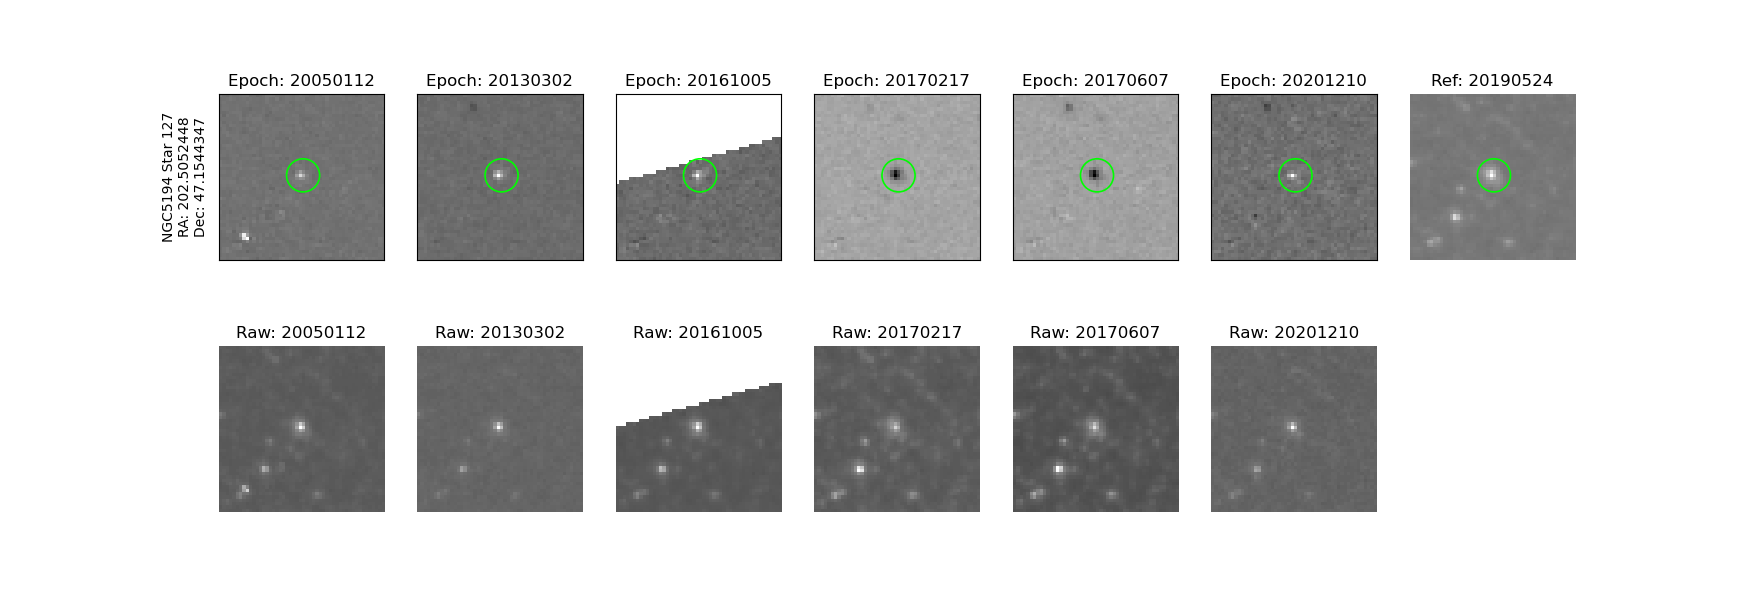 Epoch: 20050112
Epoch: 20130302
Epoch: 20161005
Epoch: 20170217
Epoch: 20170607
Epoch: 20201210
Ref: 20190524
NGC5194 Star 127
RA: 202.5052448
Dec: 47.1544347
Raw: 20050112
Raw: 20130302
Raw: 20161005
Raw: 20170217
Raw: 20170607
Raw: 20201210